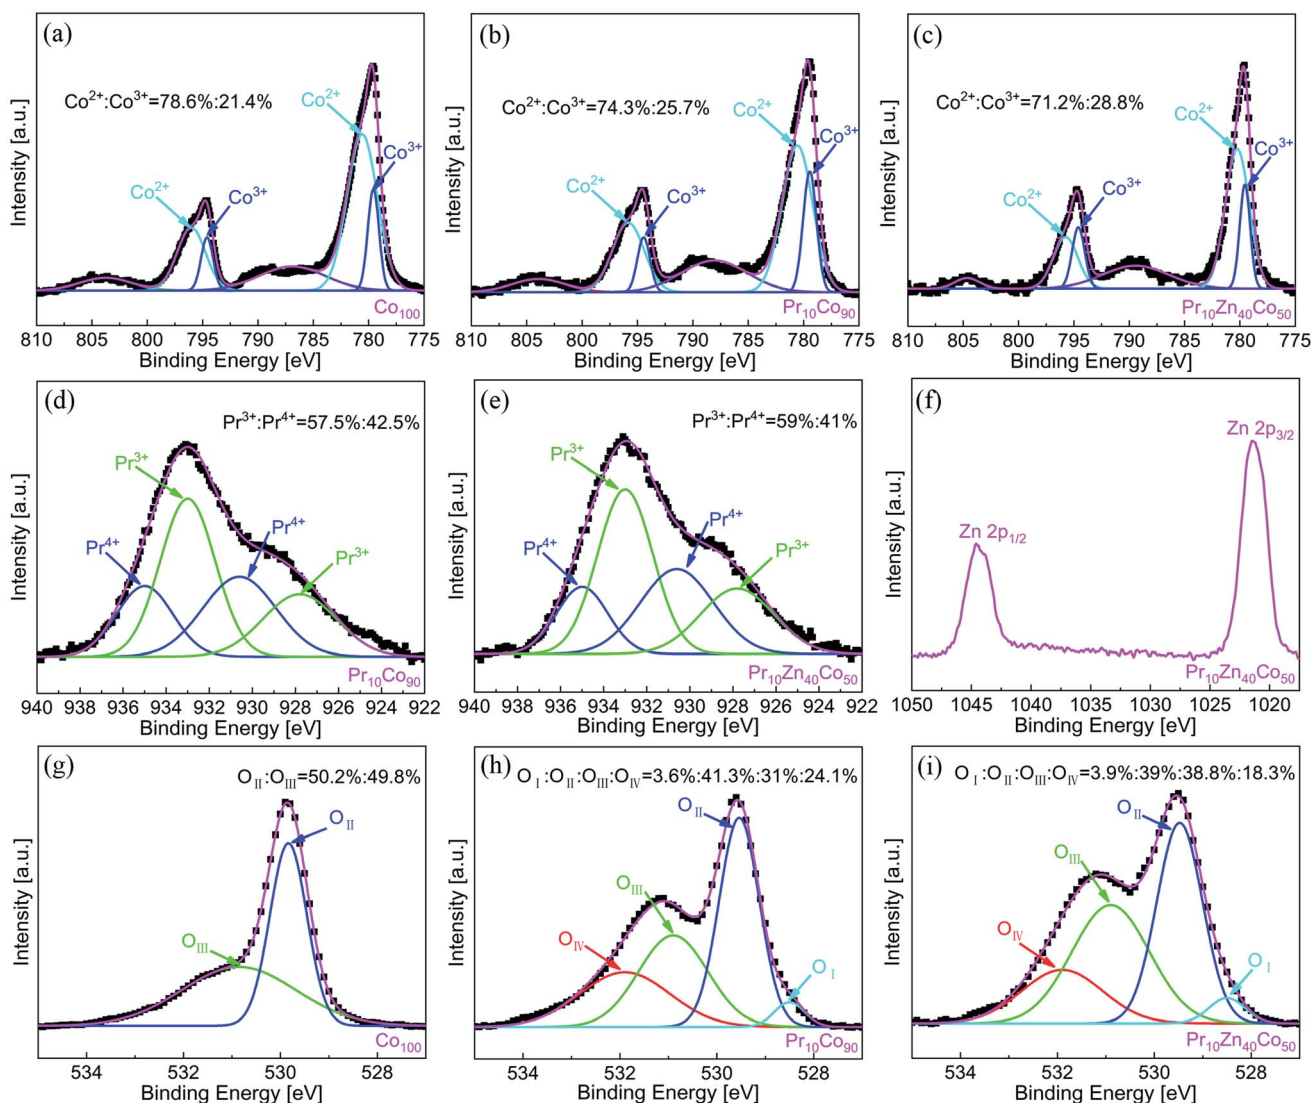 (a)
Co²⁺:Co³⁺=78.6%:21.4%
Co²⁺
Co³⁺
Co²⁺
Co³⁺
Intensity [a.u.]
Co₁₀₀
810 805 800 795 790 785 780 775
Binding Energy [eV]
(b)
Co²⁺:Co³⁺=74.3%:25.7%
Co²⁺
Co³⁺
Co²⁺
Co³⁺
Intensity [a.u.]
Pr₁₀Co₉₀
810 805 800 795 790 785 780 775
Binding Energy [eV]
(c)
Co²⁺:Co³⁺=71.2%:28.8%
Co²⁺
Co³⁺
Co²⁺
Co³⁺
Intensity [a.u.]
Pr₁₀Zn₄₀Co₅₀
810 805 800 795 790 785 780 775
Binding Energy [eV]
(d)
Pr³⁺:Pr⁴⁺=57.5%:42.5%
Pr³⁺
Pr⁴⁺
Pr⁴⁺
Pr³⁺
Intensity [a.u.]
Pr₁₀Co₉₀
940 938 936 934 932 930 928 926 924 922
Binding Energy [eV]
(e)
Pr³⁺:Pr⁴⁺=59%:41%
Pr³⁺
Pr⁴⁺
Pr⁴⁺
Pr³⁺
Intensity [a.u.]
Pr₁₀Zn₄₀Co₅₀
940 938 936 934 932 930 928 926 924 922
Binding Energy [eV]
(f)
Zn 2p₃/₂
Zn 2p₁/₂
Intensity [a.u.]
Pr₁₀Zn₄₀Co₅₀
1050 1045 1040 1035 1030 1025 1020
Binding Energy [eV]
(g)
O_II:O_III=50.2%:49.8%
O_II
O_III
Intensity [a.u.]
Co₁₀₀
534 532 530 528
Binding Energy [eV]
(h)
O_I:O_II:O_III:O_IV=3.6%:41.3%:31%:24.1%
O_II
O_III
O_IV
O_I
Intensity [a.u.]
Pr₁₀Co₉₀
534 532 530 528
Binding Energy [eV]
(i)
O_I:O_II:O_III:O_IV=3.9%:39%:38.8%:18.3%
O_II
O_III
O_IV
O_I
Intensity [a.u.]
Pr₁₀Zn₄₀Co₅₀
534 532 530 528
Binding Energy [eV]